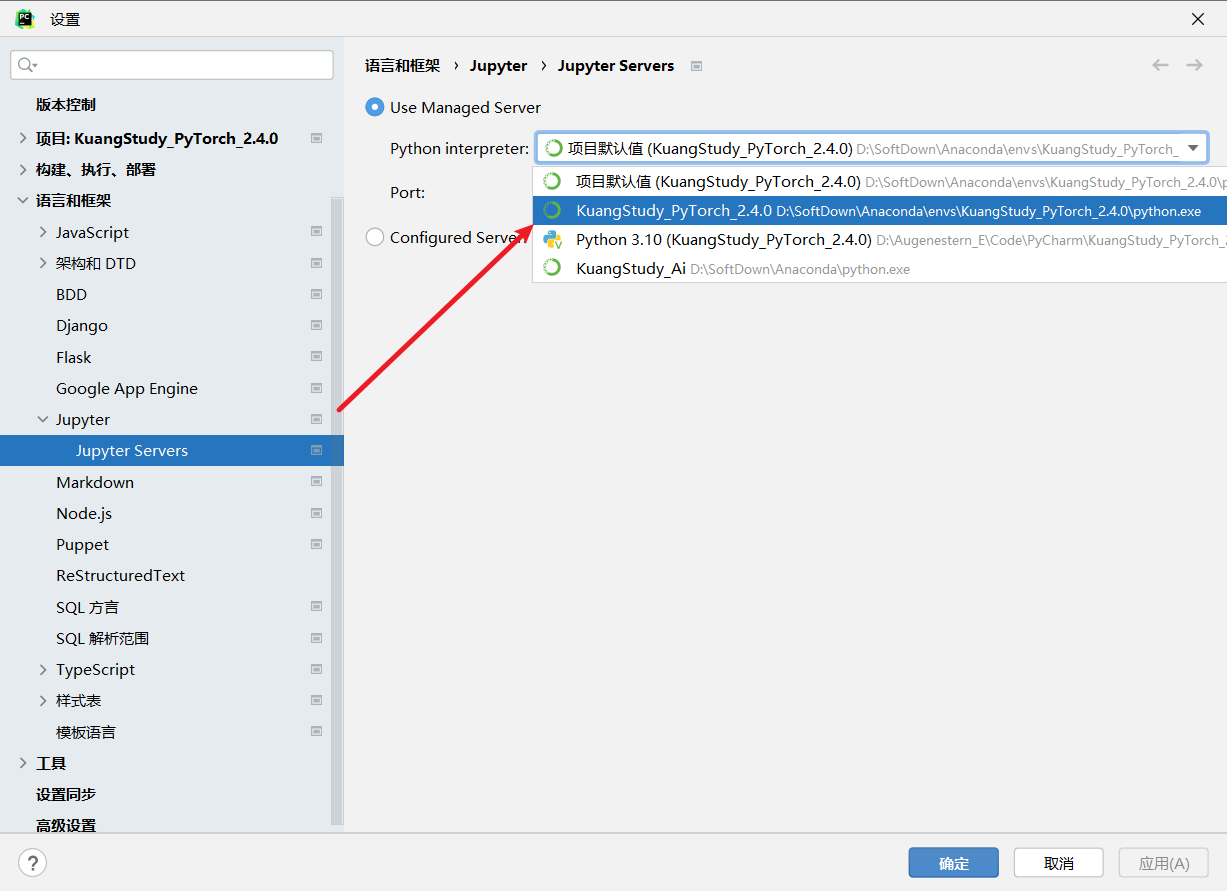 设置
版本控制
项目: KuangStudy_PyTorch_2.4.0
构建、执行、部署
语言和框架
JavaScript
架构和 DTD
BDD
Django
Flask
Google App Engine
Jupyter
Jupyter Servers
Markdown
Node.js
Puppet
ReStructuredText
SQL 方言
SQL 解析范围
TypeScript
样式表
模板语言
工具
设置同步
高级设置
语言和框架 › Jupyter › Jupyter Servers
Use Managed Server
Python interpreter: 项目默认值 (KuangStudy_PyTorch_2.4.0) D:\SoftDown\Anaconda\envs\KuangStudy_PyTorch_
项目默认值 (KuangStudy_PyTorch_2.4.0) D:\SoftDown\Anaconda\envs\KuangStudy_PyTorch_2.4.0\p
Port:
KuangStudy_PyTorch_2.4.0 D:\SoftDown\Anaconda\envs\KuangStudy_PyTorch_2.4.0\python.exe
Configured Server
Python 3.10 (KuangStudy_PyTorch_2.4.0) D:\Augenestern_E\Code\PyCharm\KuangStudy_PyTorch_2
KuangStudy_Ai D:\SoftDown\Anaconda\python.exe
?
确定
取消
应用(A)